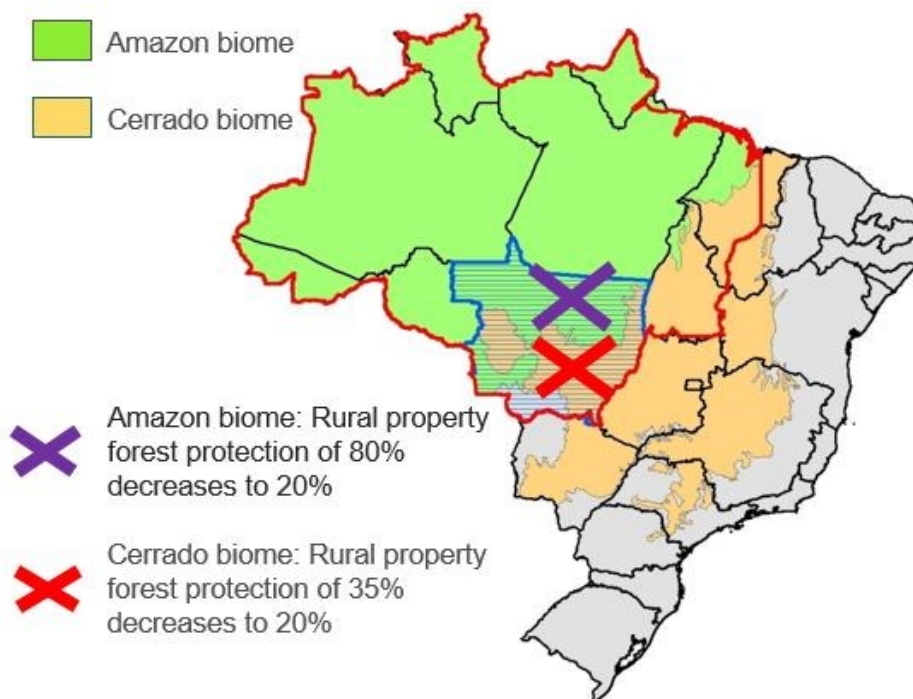 Amazon biome
Cerrado biome
Amazon biome: Rural property
forest protection of 80%
decreases to 20%
Cerrado biome: Rural property
forest protection of 35%
decreases to 20%